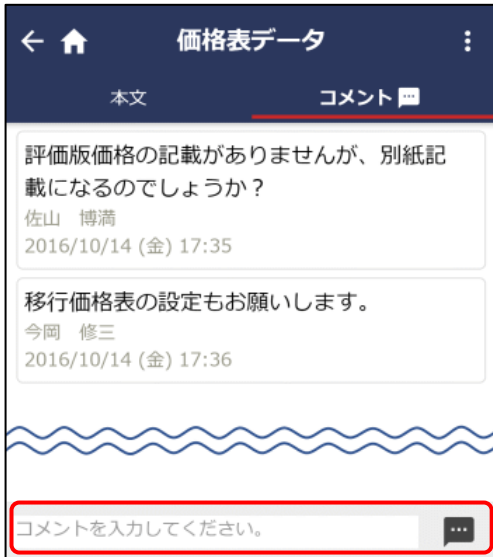 価格表データ
本文
コメント
評価版価格の記載がありませんが、別紙記
載になるのでしょうか？
佐山　博満
2016/10/14 (金) 17:35
移行価格表の設定もお願いします。
今岡　修三
2016/10/14 (金) 17:36
コメントを入力してください。